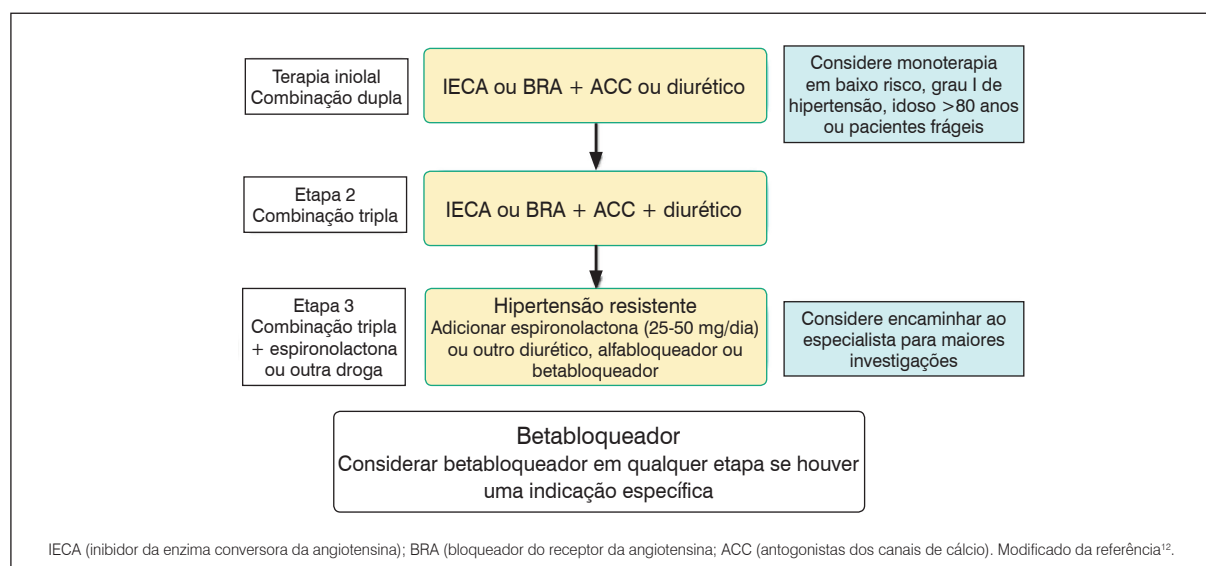 Terapia iniolal
Combinação dupla
IECA ou BRA + ACC ou diurético
Considere monoterapia
em baixo risco, grau I de
hipertensão, idoso >80 anos
ou pacientes frágeis
Etapa 2
Combinação tripla
IECA ou BRA + ACC + diurético
Etapa 3
Combinação tripla
+ espironolactona
ou outra droga
Hipertensão resistente
Adicionar espironolactona (25-50 mg/dia)
ou outro diurético, alfabloqueador ou
betabloqueador
Considere encaminhar ao
especialista para maiores
investigações
Betabloqueador
Considerar betabloqueador em qualquer etapa se houver
uma indicação específica
IECA (inibidor da enzima conversora da angiotensina); BRA (bloqueador do receptor da angiotensina; ACC (antagonistas dos canais de cálcio). Modificado da referência¹².